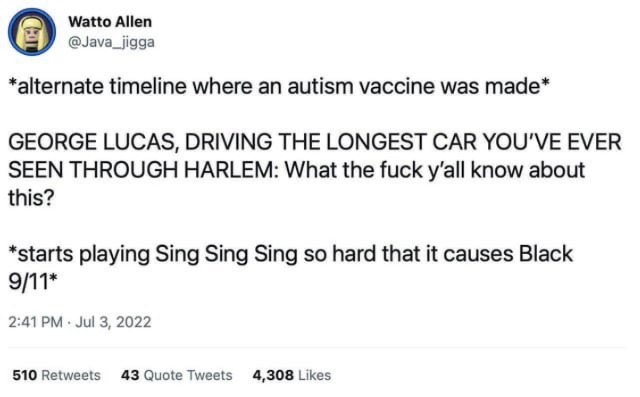 Watto Allen
@Java_jigga
*alternate timeline where an autism vaccine was made*
GEORGE LUCAS, DRIVING THE LONGEST CAR YOU'VE EVER
SEEN THROUGH HARLEM: What the fuck y'all know about
this?
*starts playing Sing Sing Sing so hard that it causes Black
9/11*
2:41 PM · Jul 3, 2022
510 Retweets 43 Quote Tweets 4,308 Likes